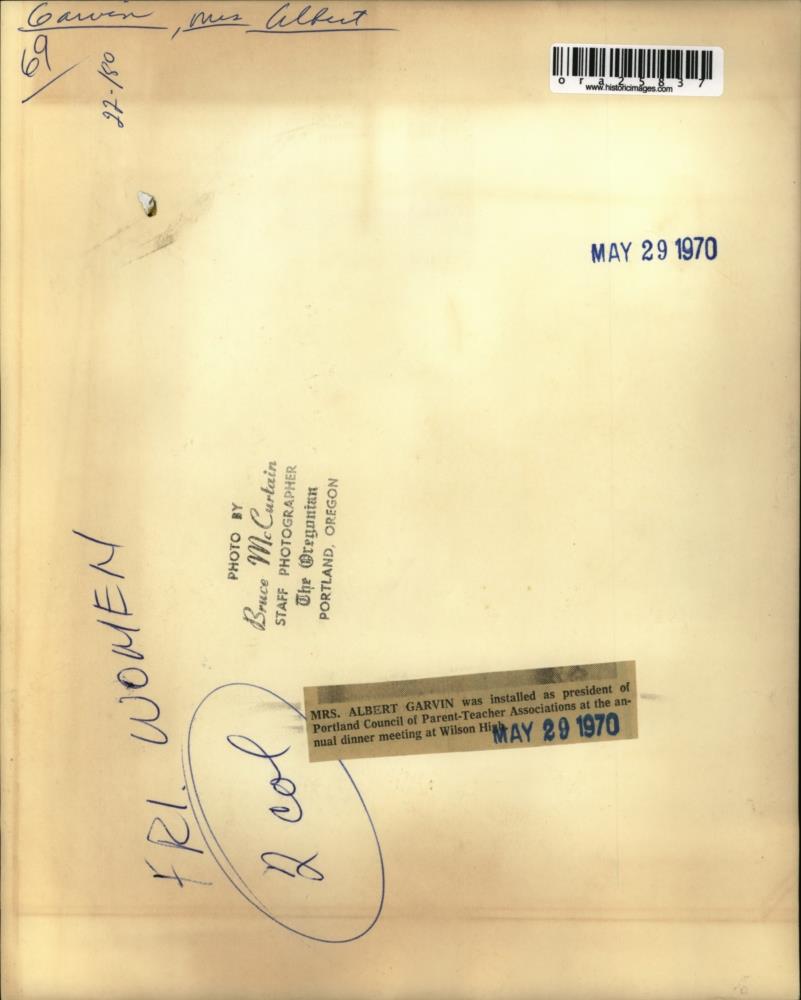 Garvin, Mrs Albert
69
22-180
ora25837
www.historicimages.com
MAY 29 1970
PHOTO BY
Bruce McCurtain
STAFF PHOTOGRAPHER
The Oregonian
PORTLAND, OREGON
FRI. WOMEN
2 col
MRS. ALBERT GARVIN was installed as president of
Portland Council of Parent-Teacher Associations at the an-
nual dinner meeting at Wilson High.
MAY 29 1970